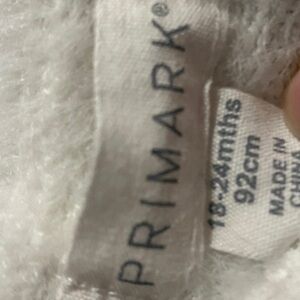 PRIMARK®
18-24mths
92cm
MADE IN
CHINA